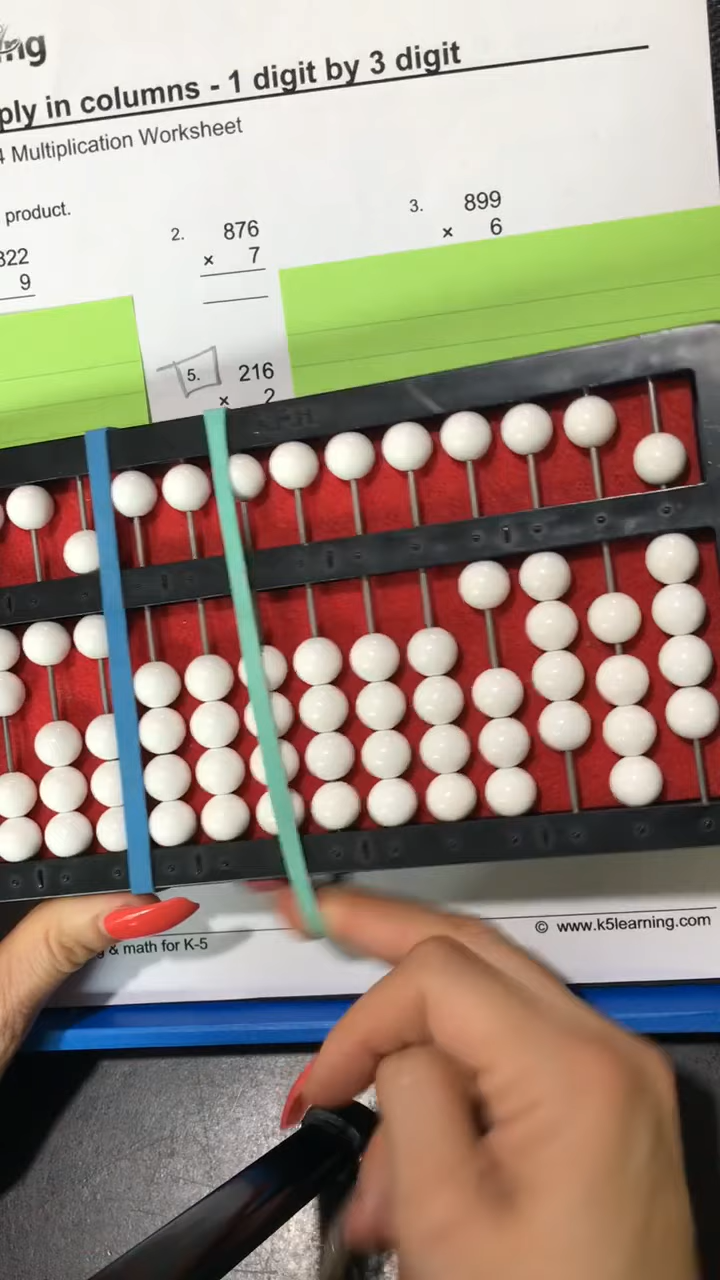 ply in columns - 1 digit by 3 digit
4 Multiplication Worksheet
product.
322
9
2. 876
x 7
3. 899
x 6
5. 216
x 2
& math for K-5
© www.k5learning.com